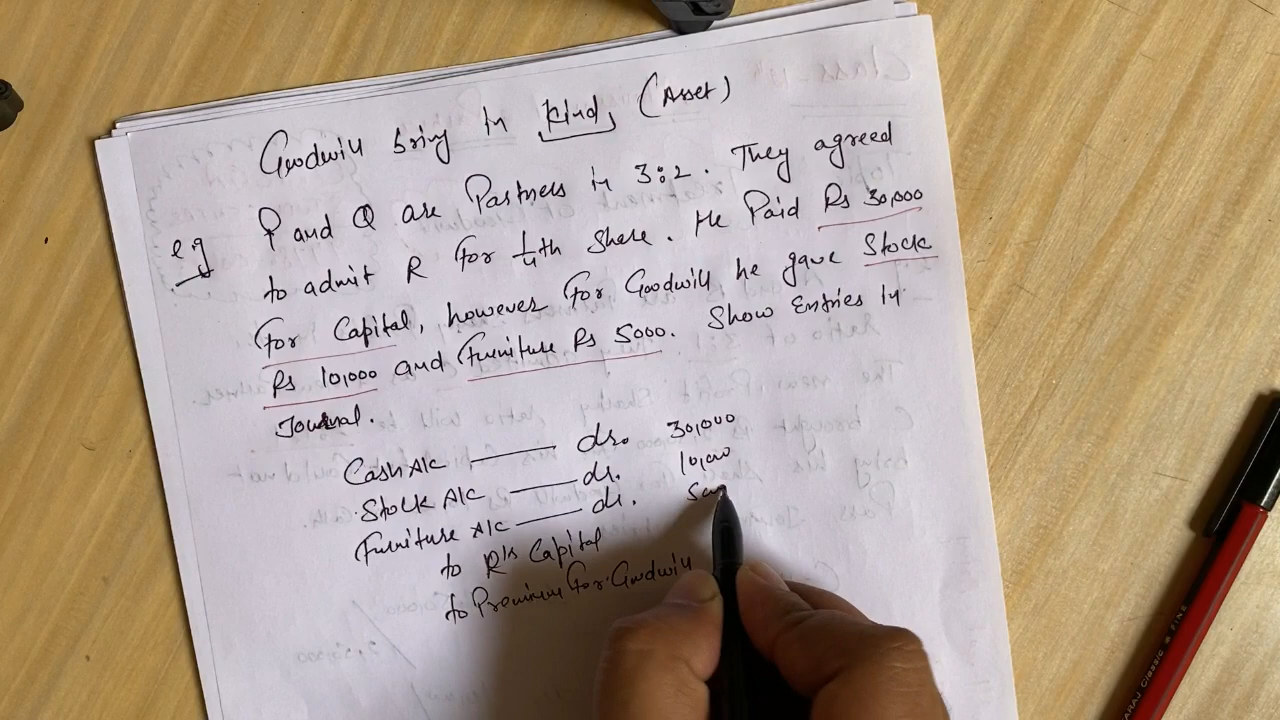 Goodwill bring in Kind (Asset)
eg P and Q are Partners in 3:2. They agreed
to admit R for 1/4th Share. He Paid Rs 30,000
for Capital, however for Goodwill he gave Stock
Rs 10,000 and Furniture Rs 5000. Show Entries in
Journal.
Cash A/c dr. 30,000
Stock A/c dr. 10,000
Furniture A/c dr. 500
to R's Capital
to Premium for Goodwill
Classic FINE